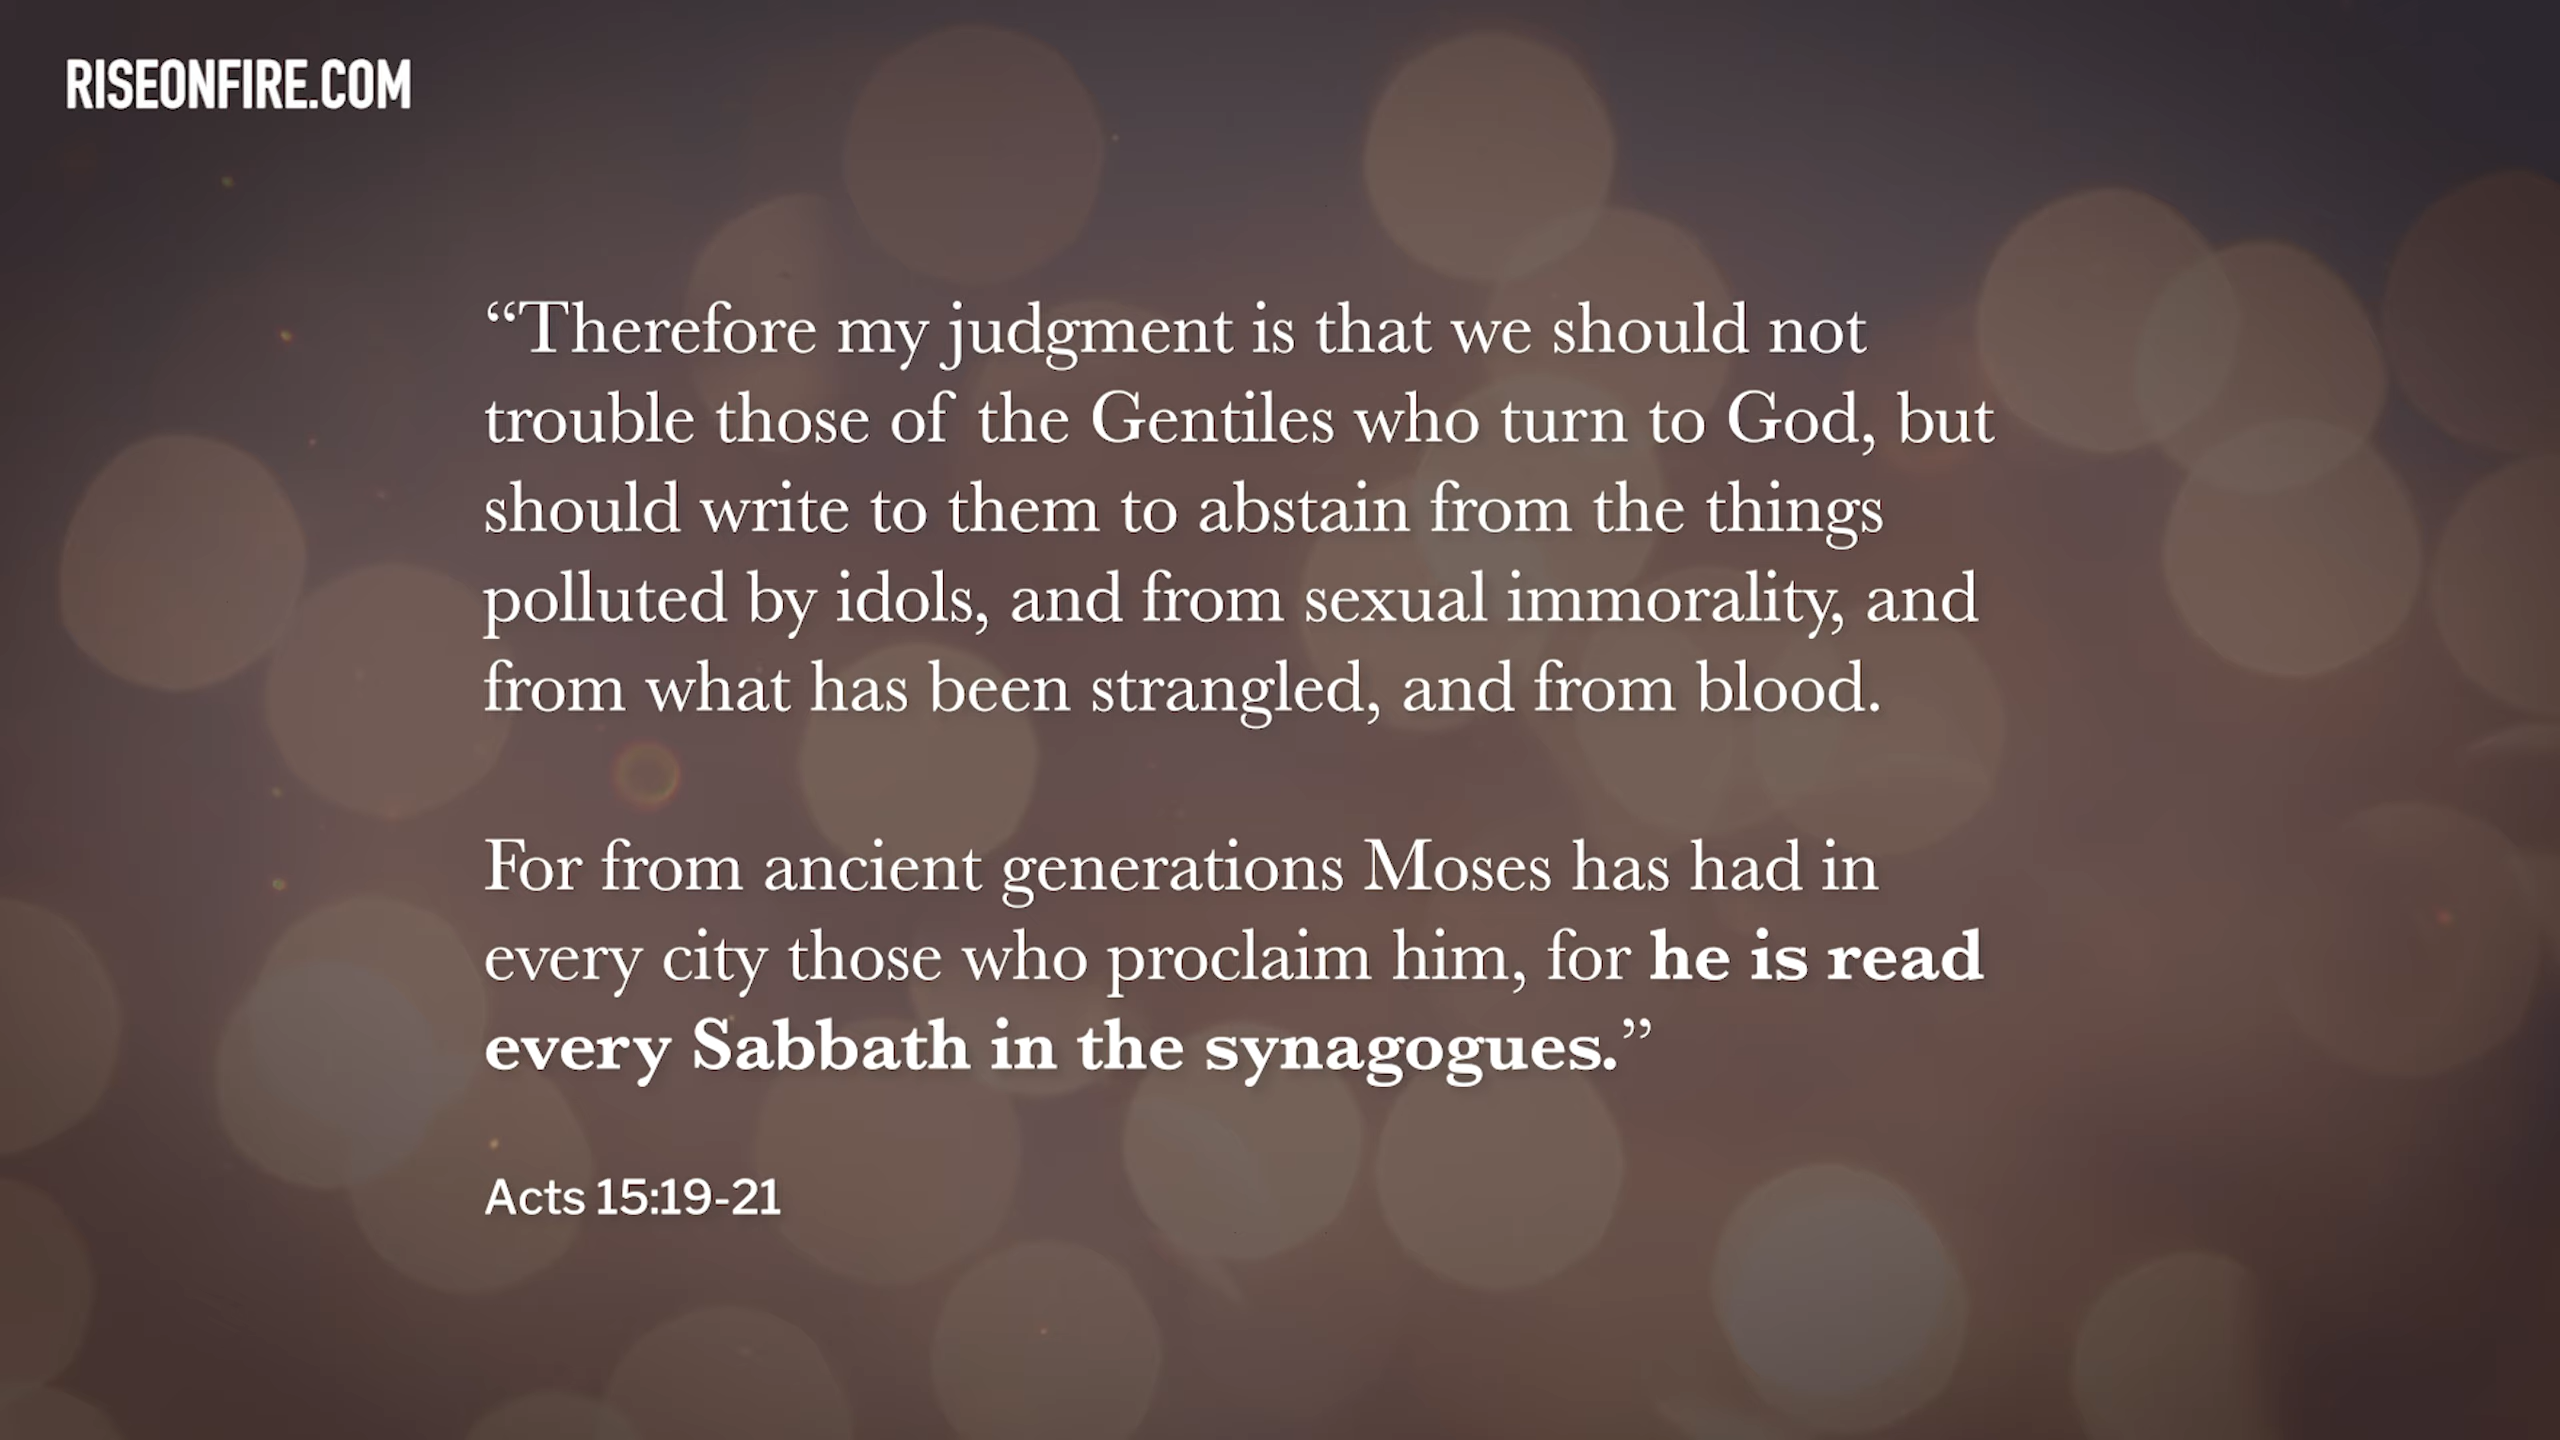 RISEONFIRE.COM
“Therefore my judgment is that we should not
trouble those of the Gentiles who turn to God, but
should write to them to abstain from the things
polluted by idols, and from sexual immorality, and
from what has been strangled, and from blood.
For from ancient generations Moses has had in
every city those who proclaim him, for he is read
every Sabbath in the synagogues.”
Acts 15:19-21